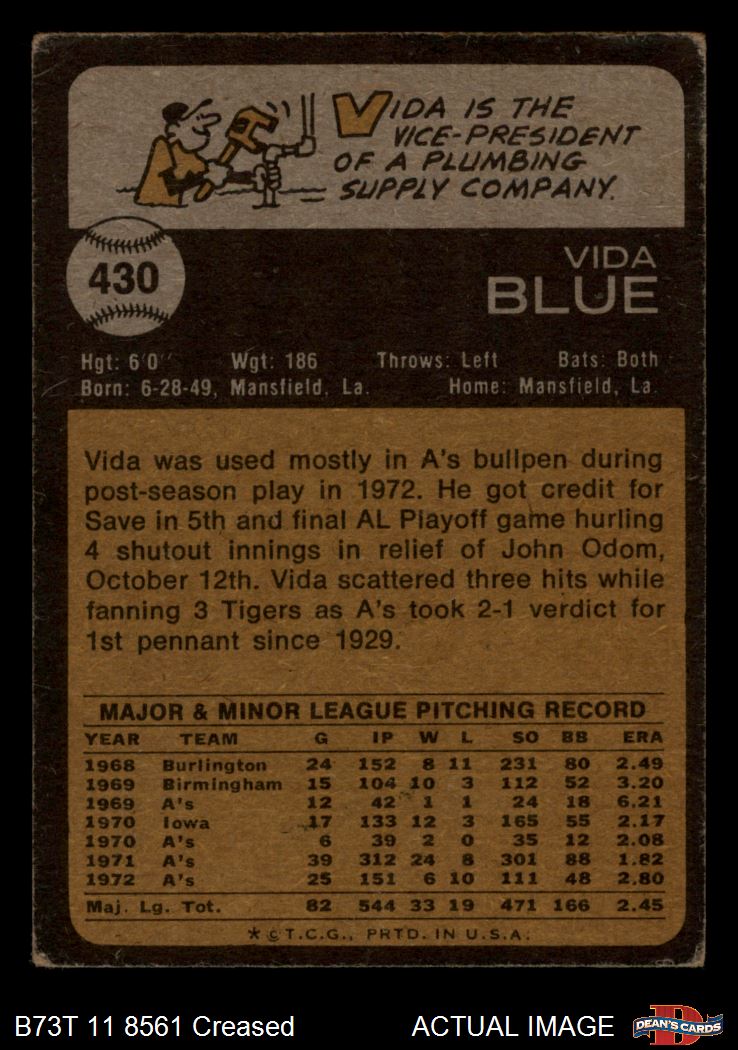 VIDA IS THE
VICE-PRESIDENT
OF A PLUMBING
SUPPLY COMPANY.
430
VIDA
BLUE
Hgt: 6'0" Wgt: 186 Throws: Left Bats: Both
Born: 6-28-49, Mansfield, La. Home: Mansfield, La.
Vida was used mostly in A's bullpen during
post-season play in 1972. He got credit for
Save in 5th and final AL Playoff game hurling
4 shutout innings in relief of John Odom,
October 12th. Vida scattered three hits while
fanning 3 Tigers as A's took 2-1 verdict for
1st pennant since 1929.
MAJOR & MINOR LEAGUE PITCHING RECORD
YEAR TEAM G IP W L SO BB ERA
1968 Burlington 24 152 8 11 231 80 2.49
1969 Birmingham 15 104 10 3 112 52 3.20
1969 A's 12 42 1 1 24 18 6.21
1970 Iowa 17 133 12 3 165 55 2.17
1970 A's 6 39 2 0 35 12 2.08
1971 A's 39 312 24 8 301 88 1.82
1972 A's 25 151 6 10 111 48 2.80
Maj. Lg. Tot. 82 544 33 19 471 166 2.45
*©T.C.G., PRTD. IN U.S.A.
B73T 11 8561 Creased ACTUAL IMAGE
D
DEAN'S CARDS